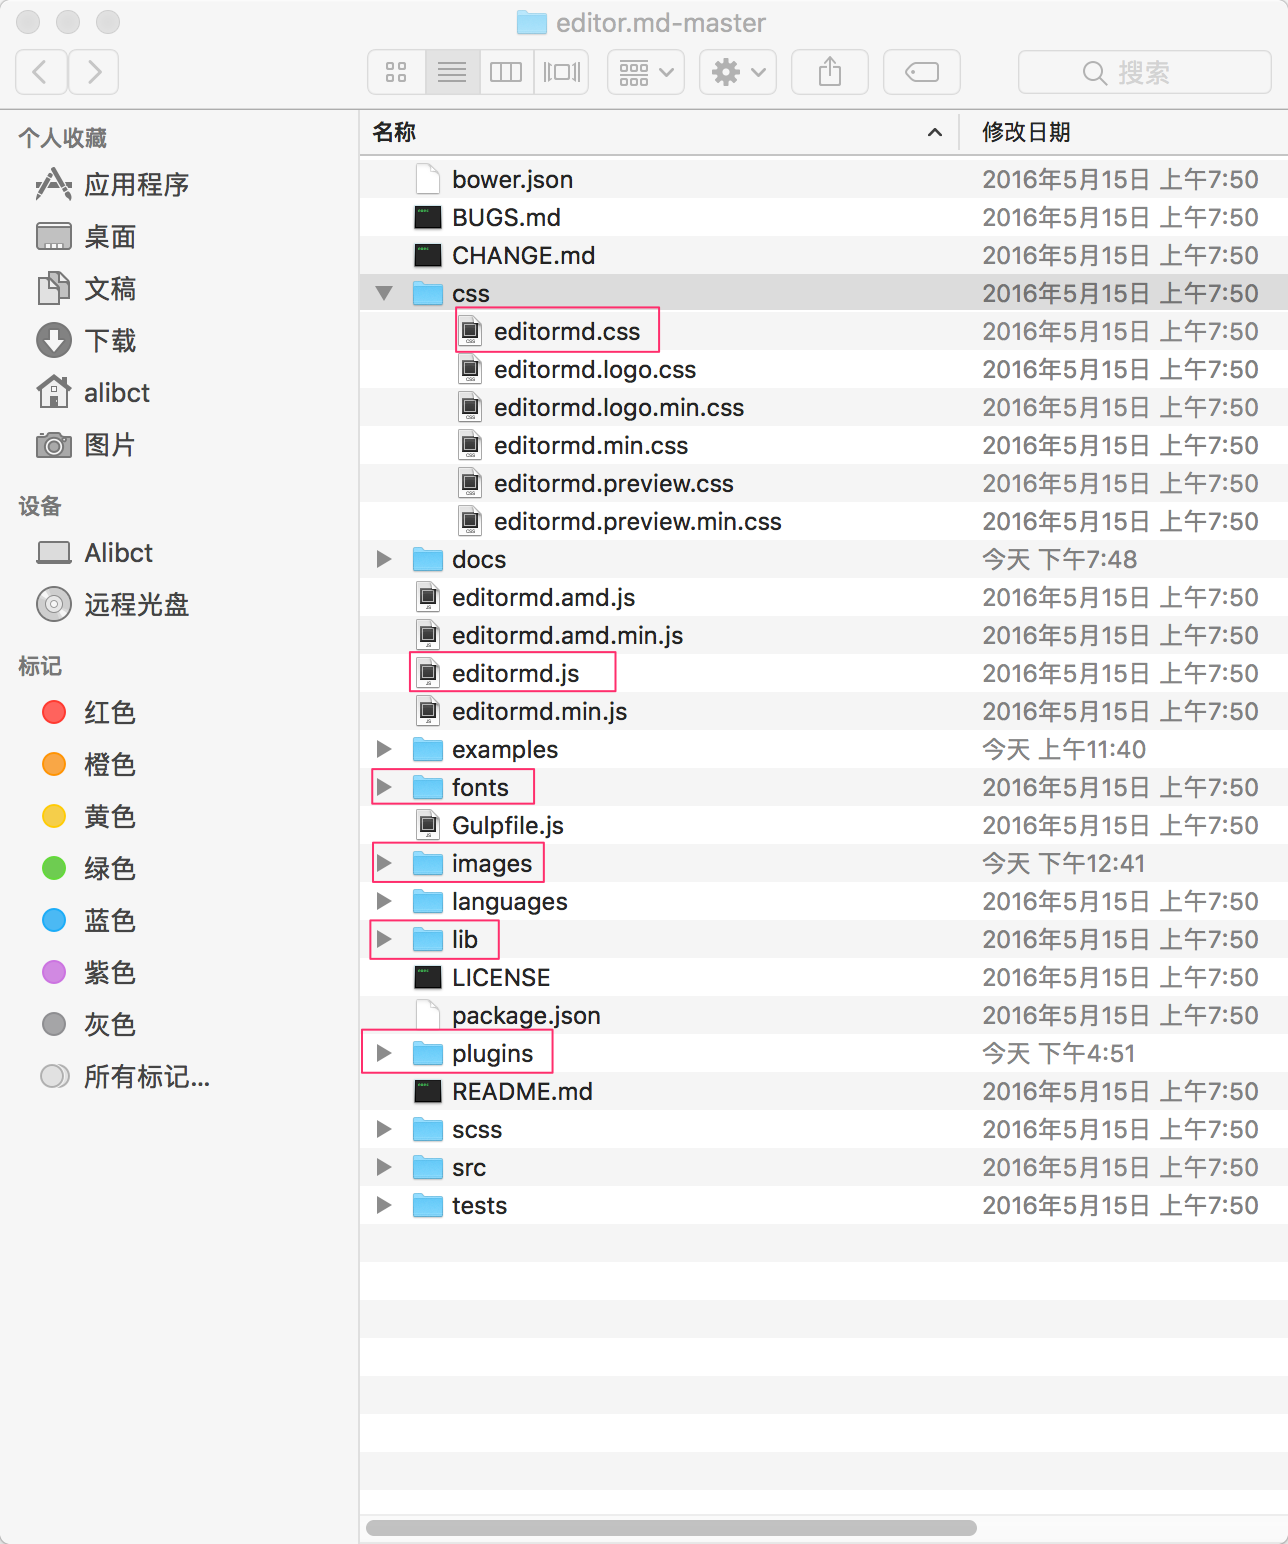 editor.md-master
搜索
个人收藏
应用程序
桌面
文稿
下载
alibct
图片
设备
Alibct
远程光盘
标记
红色
橙色
黄色
绿色
蓝色
紫色
灰色
所有标记...
名称 修改日期
bower.json 2016年5月15日 上午7:50
BUGS.md 2016年5月15日 上午7:50
CHANGE.md 2016年5月15日 上午7:50
css 2016年5月15日 上午7:50
editormd.css 2016年5月15日 上午7:50
editormd.logo.css 2016年5月15日 上午7:50
editormd.logo.min.css 2016年5月15日 上午7:50
editormd.min.css 2016年5月15日 上午7:50
editormd.preview.css 2016年5月15日 上午7:50
editormd.preview.min.css 2016年5月15日 上午7:50
docs 今天 下午7:48
editormd.amd.js 2016年5月15日 上午7:50
editormd.amd.min.js 2016年5月15日 上午7:50
editormd.js 2016年5月15日 上午7:50
editormd.min.js 2016年5月15日 上午7:50
examples 今天 上午11:40
fonts 2016年5月15日 上午7:50
Gulpfile.js 2016年5月15日 上午7:50
images 今天 下午12:41
languages 2016年5月15日 上午7:50
lib 2016年5月15日 上午7:50
LICENSE 2016年5月15日 上午7:50
package.json 2016年5月15日 上午7:50
plugins 今天 下午4:51
README.md 2016年5月15日 上午7:50
scss 2016年5月15日 上午7:50
src 2016年5月15日 上午7:50
tests 2016年5月15日 上午7:50